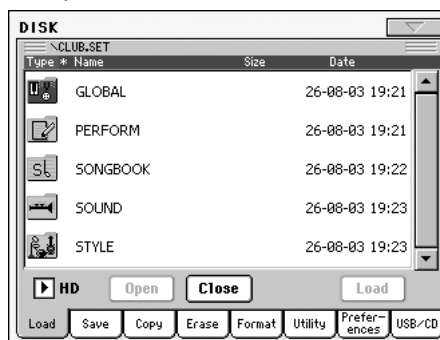 DISK
\CLUB.SET
Type * Name Size Date
GLOBAL 26-08-03 19:21
PERFORM 26-08-03 19:21
Sb SONGBOOK 26-08-03 19:22
SOUND 26-08-03 19:23
STYLE 26-08-03 19:23
HD Open Close Load
Load Save Copy Erase Format Utility Prefer-ences USB/CD